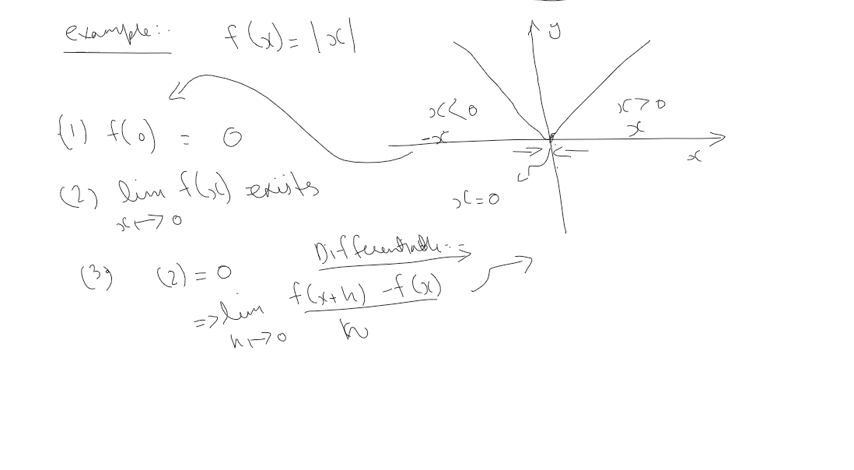 example:
f(x) = |x|
y
x<0
x>0
-x
x
x
(1) f(0) = 0
(2) lim f(x) exists
x→0
x=0
(3) (2) = 0
Differentiable:
=> lim f(x+h) - f(x)
h→0 h